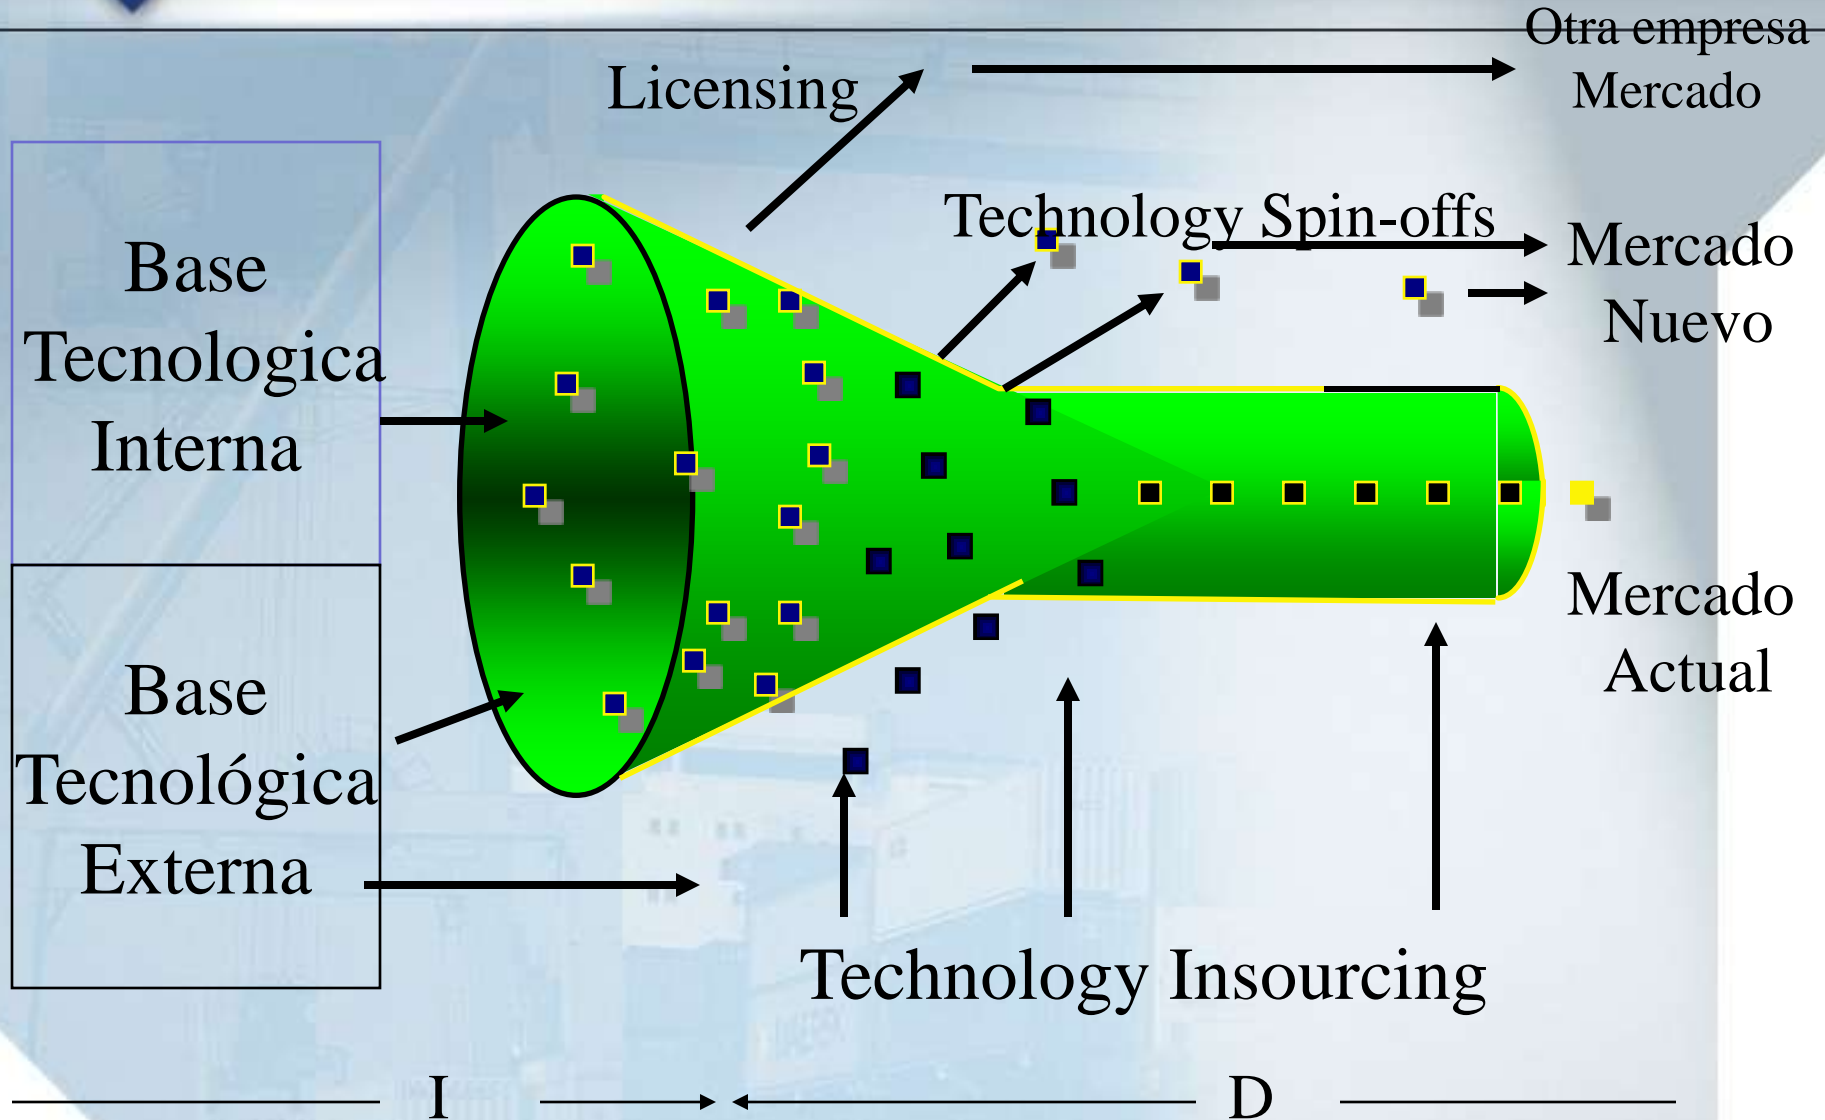 Otra empresa
Mercado
Licensing
Technology Spin-offs
Mercado
Nuevo
Base
Tecnologica
Interna
Base
Tecnológica
Externa
Mercado
Actual
Technology Insourcing
I
D